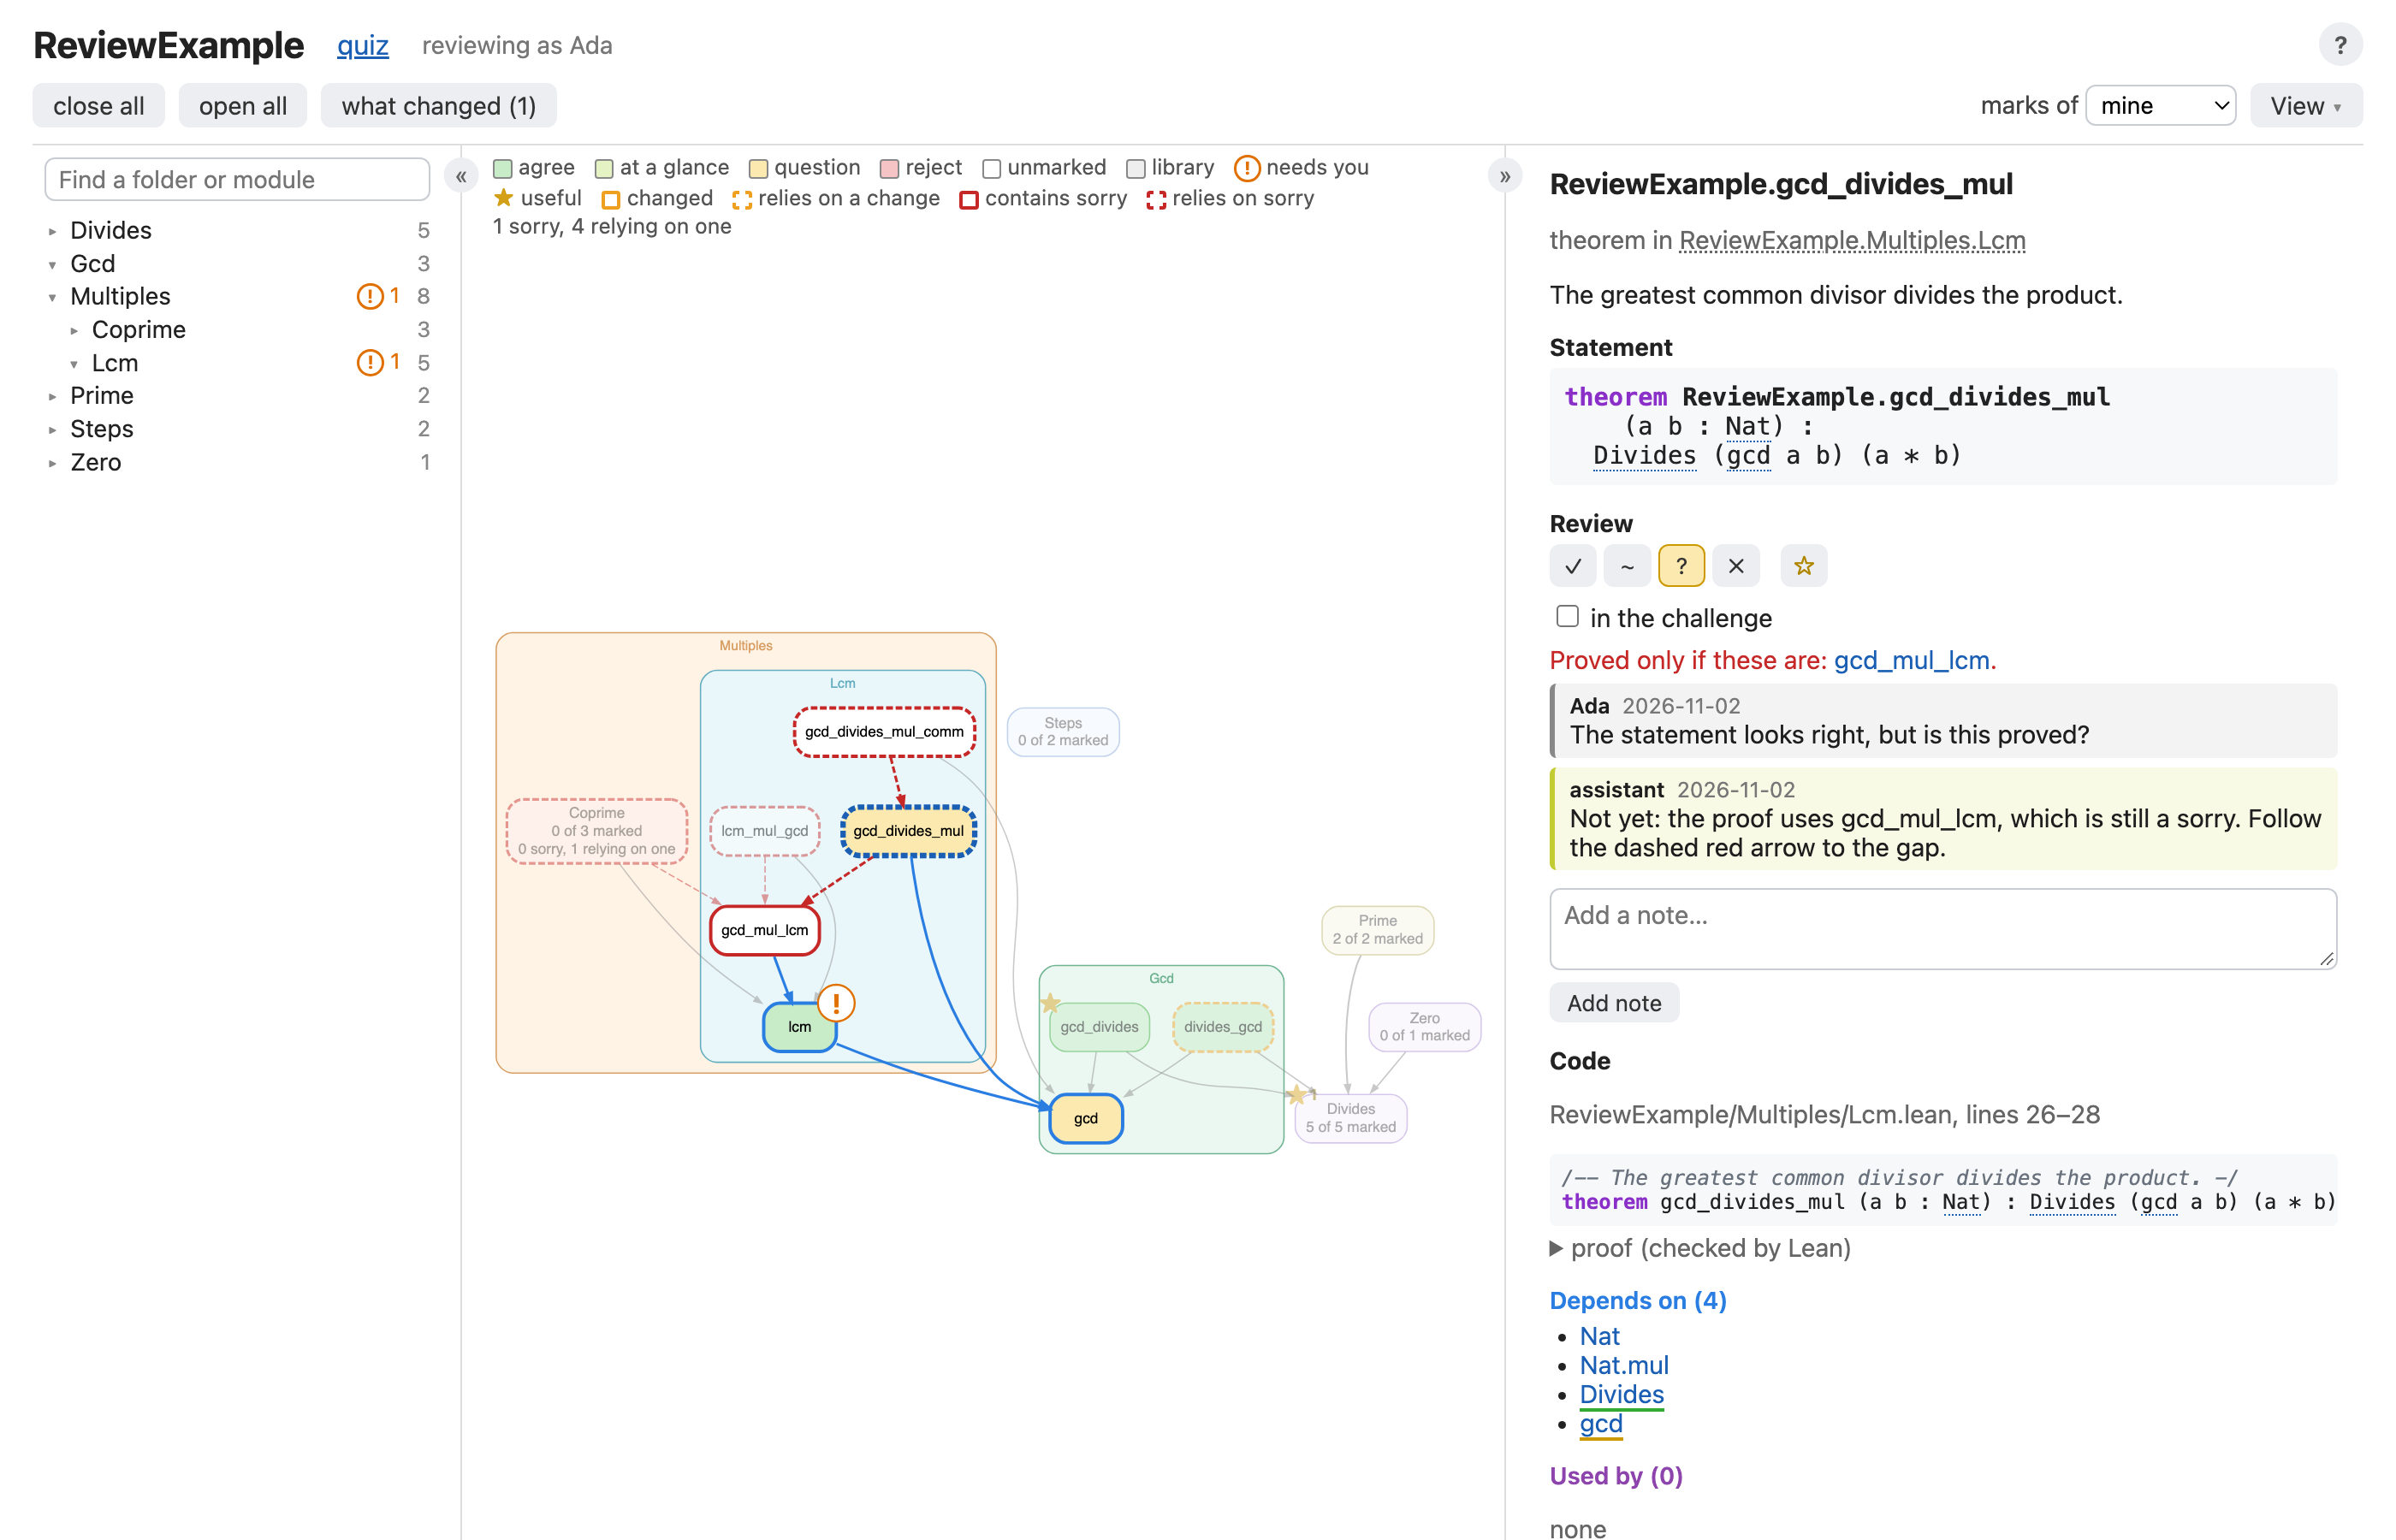 ReviewExample quiz reviewing as Ada ?
close all open all what changed (1) marks of mine View ▾
Find a folder or module
«
▸ Divides 5
▾ Gcd 3
▾ Multiples ! 1 8
▸ Coprime 3
▾ Lcm ! 1 5
▸ Prime 2
▸ Steps 2
▸ Zero 1
agree at a glance question reject unmarked library ! needs you
★ useful changed relies on a change contains sorry relies on sorry
1 sorry, 4 relying on one
Multiples
Lcm
gcd_divides_mul_comm
Steps
0 of 2 marked
Coprime
0 of 3 marked
0 sorry, 1 relying on one
lcm_mul_gcd
gcd_divides_mul
gcd_mul_lcm
lcm
!
Gcd
gcd_divides
divides_gcd
gcd
Prime
2 of 2 marked
Zero
0 of 1 marked
Divides
5 of 5 marked
»
ReviewExample.gcd_divides_mul
theorem in ReviewExample.Multiples.Lcm
The greatest common divisor divides the product.
Statement
theorem ReviewExample.gcd_divides_mul
(a b : Nat) :
Divides (gcd a b) (a * b)
Review
✓ ~ ? ✕ ☆
in the challenge
Proved only if these are: gcd_mul_lcm.
Ada 2026-11-02
The statement looks right, but is this proved?
assistant 2026-11-02
Not yet: the proof uses gcd_mul_lcm, which is still a sorry. Follow
the dashed red arrow to the gap.
Add a note...
Add note
Code
ReviewExample/Multiples/Lcm.lean, lines 26–28
/-- The greatest common divisor divides the product. -/
theorem gcd_divides_mul (a b : Nat) : Divides (gcd a b) (a * b)
▶ proof (checked by Lean)
Depends on (4)
• Nat
• Nat.mul
• Divides
• gcd
Used by (0)
none